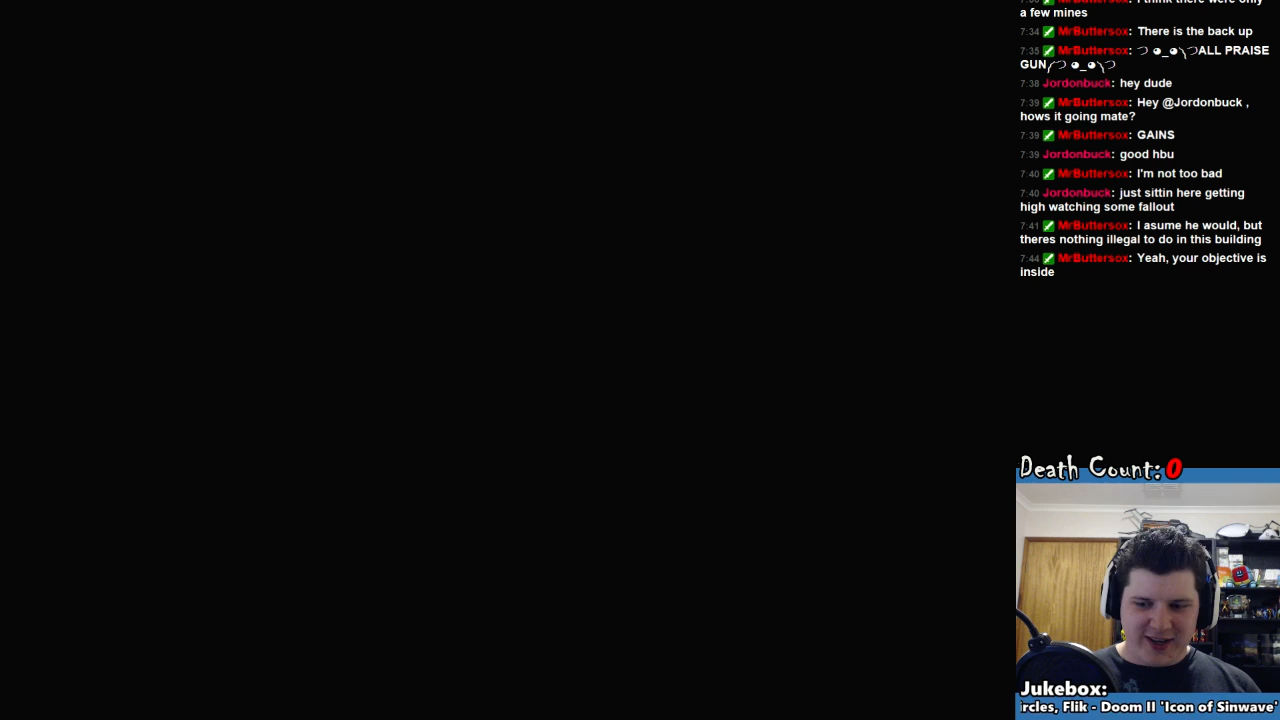 a few mines
7:34 MrButtersox: There is the back up
7:35 MrButtersox: つ ◕_◕༽つALL PRAISE
GUN༼つ ◕_◕༽つ
7:38 Jordonbuck: hey dude
7:39 MrButtersox: Hey @Jordonbuck ,
hows it going mate?
7:39 MrButtersox: GAINS
7:39 Jordonbuck: good hbu
7:40 MrButtersox: I'm not too bad
7:40 Jordonbuck: just sittin here getting
high watching some fallout
7:41 MrButtersox: I asume he would, but
theres nothing illegal to do in this building
7:44 MrButtersox: Yeah, your objective is
inside
Death Count: 0
Jukebox:
ircles, Flik - Doom II 'Icon of Sinwave'